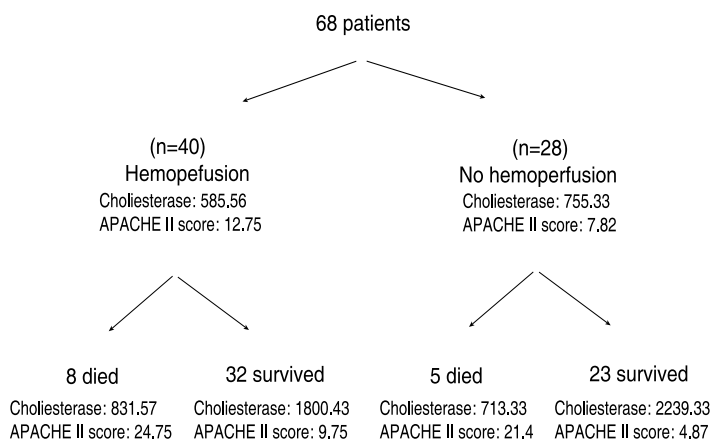 68 patients
(n=40)
Hemopefusion
Choliesterase: 585.56
APACHE II score: 12.75
(n=28)
No hemoperfusion
Choliesterase: 755.33
APACHE II score: 7.82
8 died
Choliesterase: 831.57
APACHE II score: 24.75
32 survived
Choliesterase: 1800.43
APACHE II score: 9.75
5 died
Choliesterase: 713.33
APACHE II score: 21.4
23 survived
Choliesterase: 2239.33
APACHE II score: 4.87